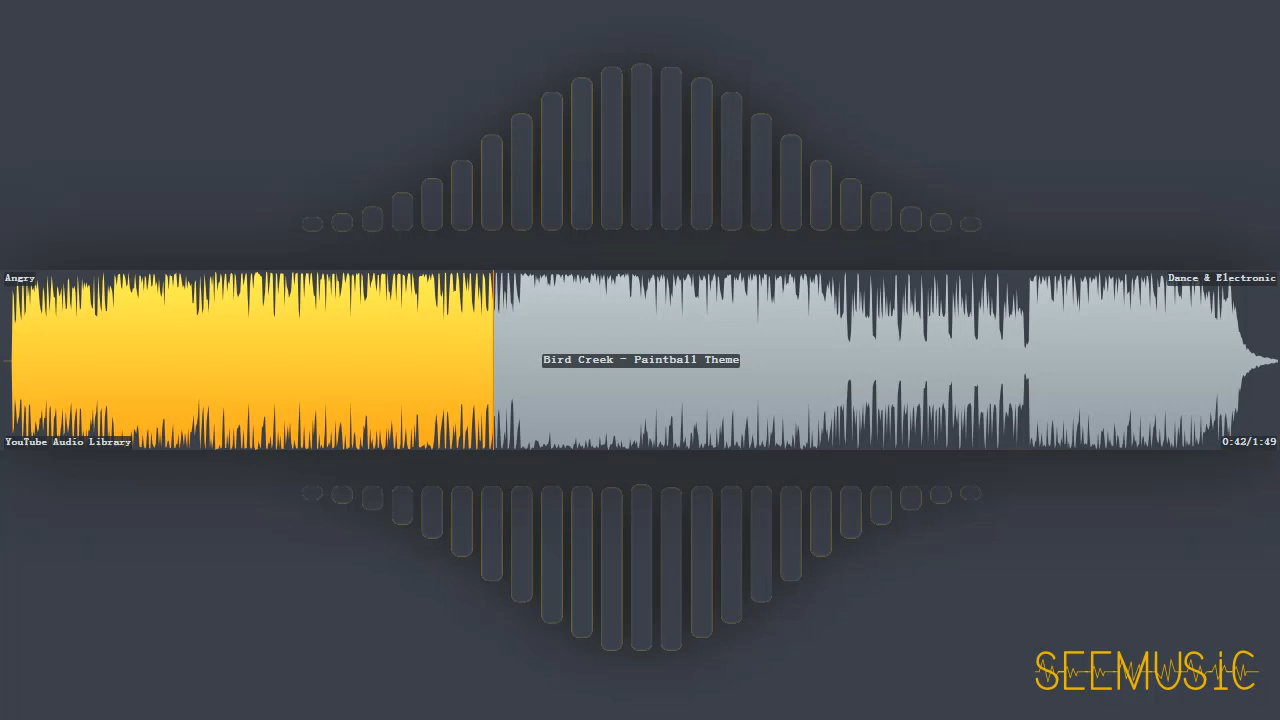 Angry
Dance & Electronic
Bird Creek - Paintball Theme
YouTube Audio Library
0:42/1:49
SEEMUSiC